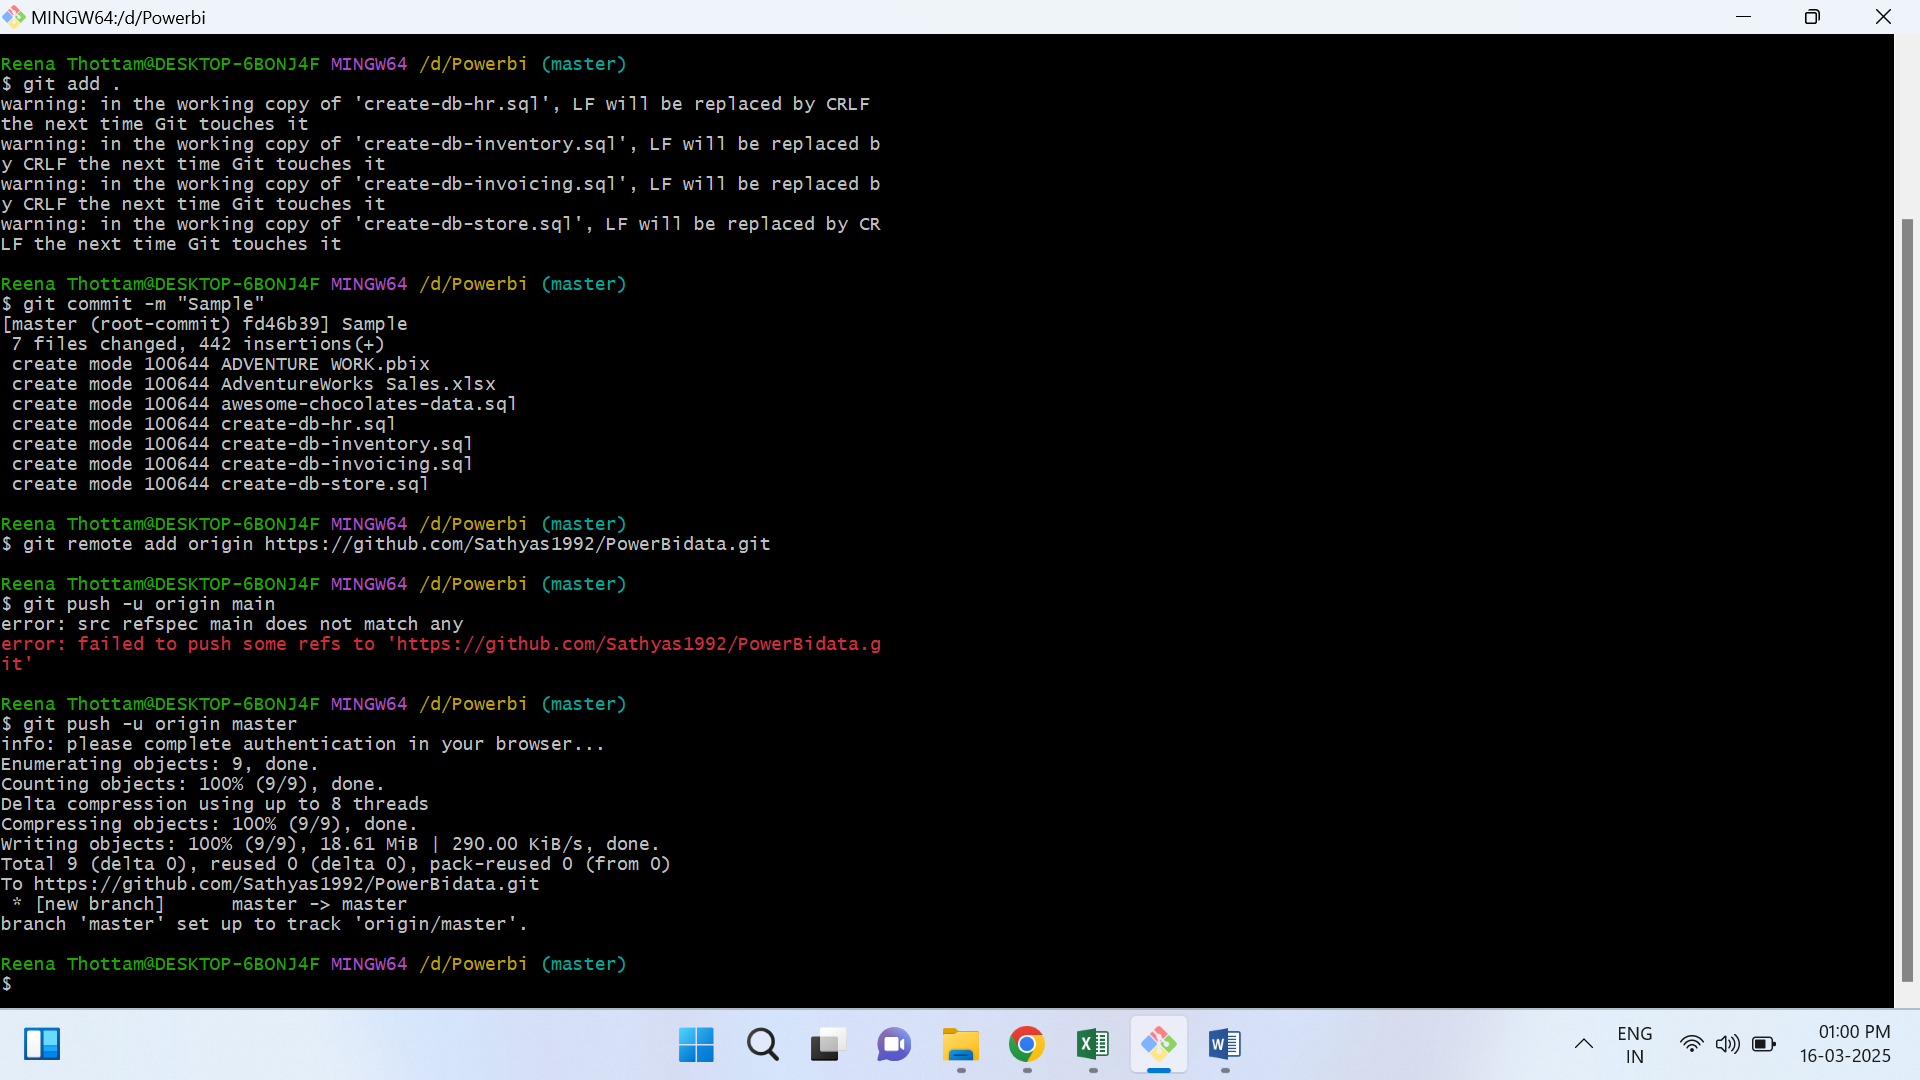 MINGW64:/d/Powerbi
Reena Thottam@DESKTOP-6BONJ4F MINGW64 /d/Powerbi (master)
$ git add .
warning: in the working copy of 'create-db-hr.sql', LF will be replaced by CRLF
the next time Git touches it
warning: in the working copy of 'create-db-inventory.sql', LF will be replaced b
y CRLF the next time Git touches it
warning: in the working copy of 'create-db-invoicing.sql', LF will be replaced b
y CRLF the next time Git touches it
warning: in the working copy of 'create-db-store.sql', LF will be replaced by CR
LF the next time Git touches it
Reena Thottam@DESKTOP-6BONJ4F MINGW64 /d/Powerbi (master)
$ git commit -m "Sample"
[master (root-commit) fd46b39] Sample
7 files changed, 442 insertions(+)
create mode 100644 ADVENTURE WORK.pbix
create mode 100644 AdventureWorks Sales.xlsx
create mode 100644 awesome-chocolates-data.sql
create mode 100644 create-db-hr.sql
create mode 100644 create-db-inventory.sql
create mode 100644 create-db-invoicing.sql
create mode 100644 create-db-store.sql
Reena Thottam@DESKTOP-6BONJ4F MINGW64 /d/Powerbi (master)
$ git remote add origin https://github.com/Sathyas1992/PowerBidata.git
Reena Thottam@DESKTOP-6BONJ4F MINGW64 /d/Powerbi (master)
$ git push -u origin main
error: src refspec main does not match any
error: failed to push some refs to 'https://github.com/Sathyas1992/PowerBidata.g
it'
Reena Thottam@DESKTOP-6BONJ4F MINGW64 /d/Powerbi (master)
$ git push -u origin master
info: please complete authentication in your browser...
Enumerating objects: 9, done.
Counting objects: 100% (9/9), done.
Delta compression using up to 8 threads
Compressing objects: 100% (9/9), done.
Writing objects: 100% (9/9), 18.61 MiB | 290.00 KiB/s, done.
Total 9 (delta 0), reused 0 (delta 0), pack-reused 0 (from 0)
To https://github.com/Sathyas1992/PowerBidata.git
* [new branch]      master -> master
branch 'master' set up to track 'origin/master'.
Reena Thottam@DESKTOP-6BONJ4F MINGW64 /d/Powerbi (master)
$
ENG
IN
01:00 PM
16-03-2025